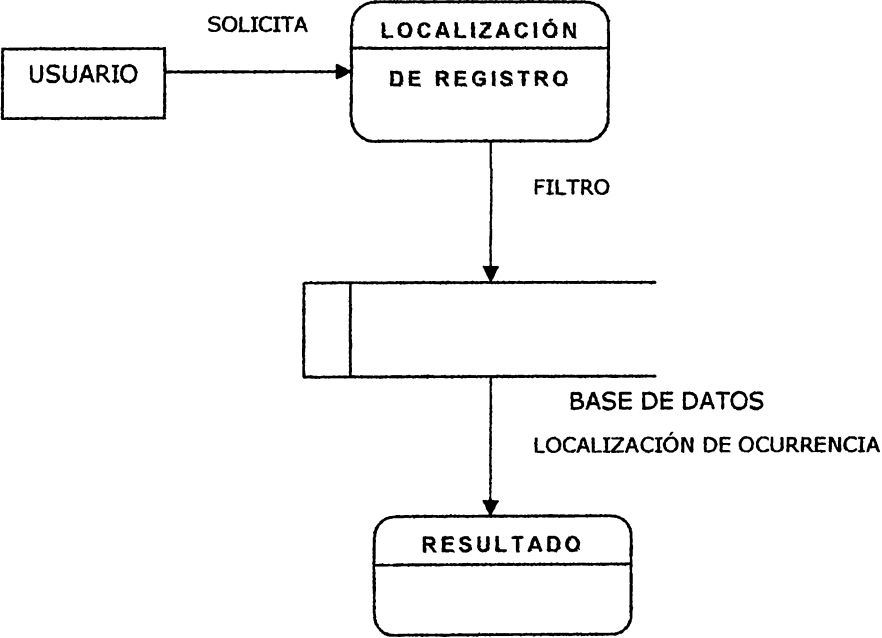 SOLICITA
USUARIO
LOCALIZACIÓN
DE REGISTRO
FILTRO
BASE DE DATOS
LOCALIZACIÓN DE OCURRENCIA
RESULTADO